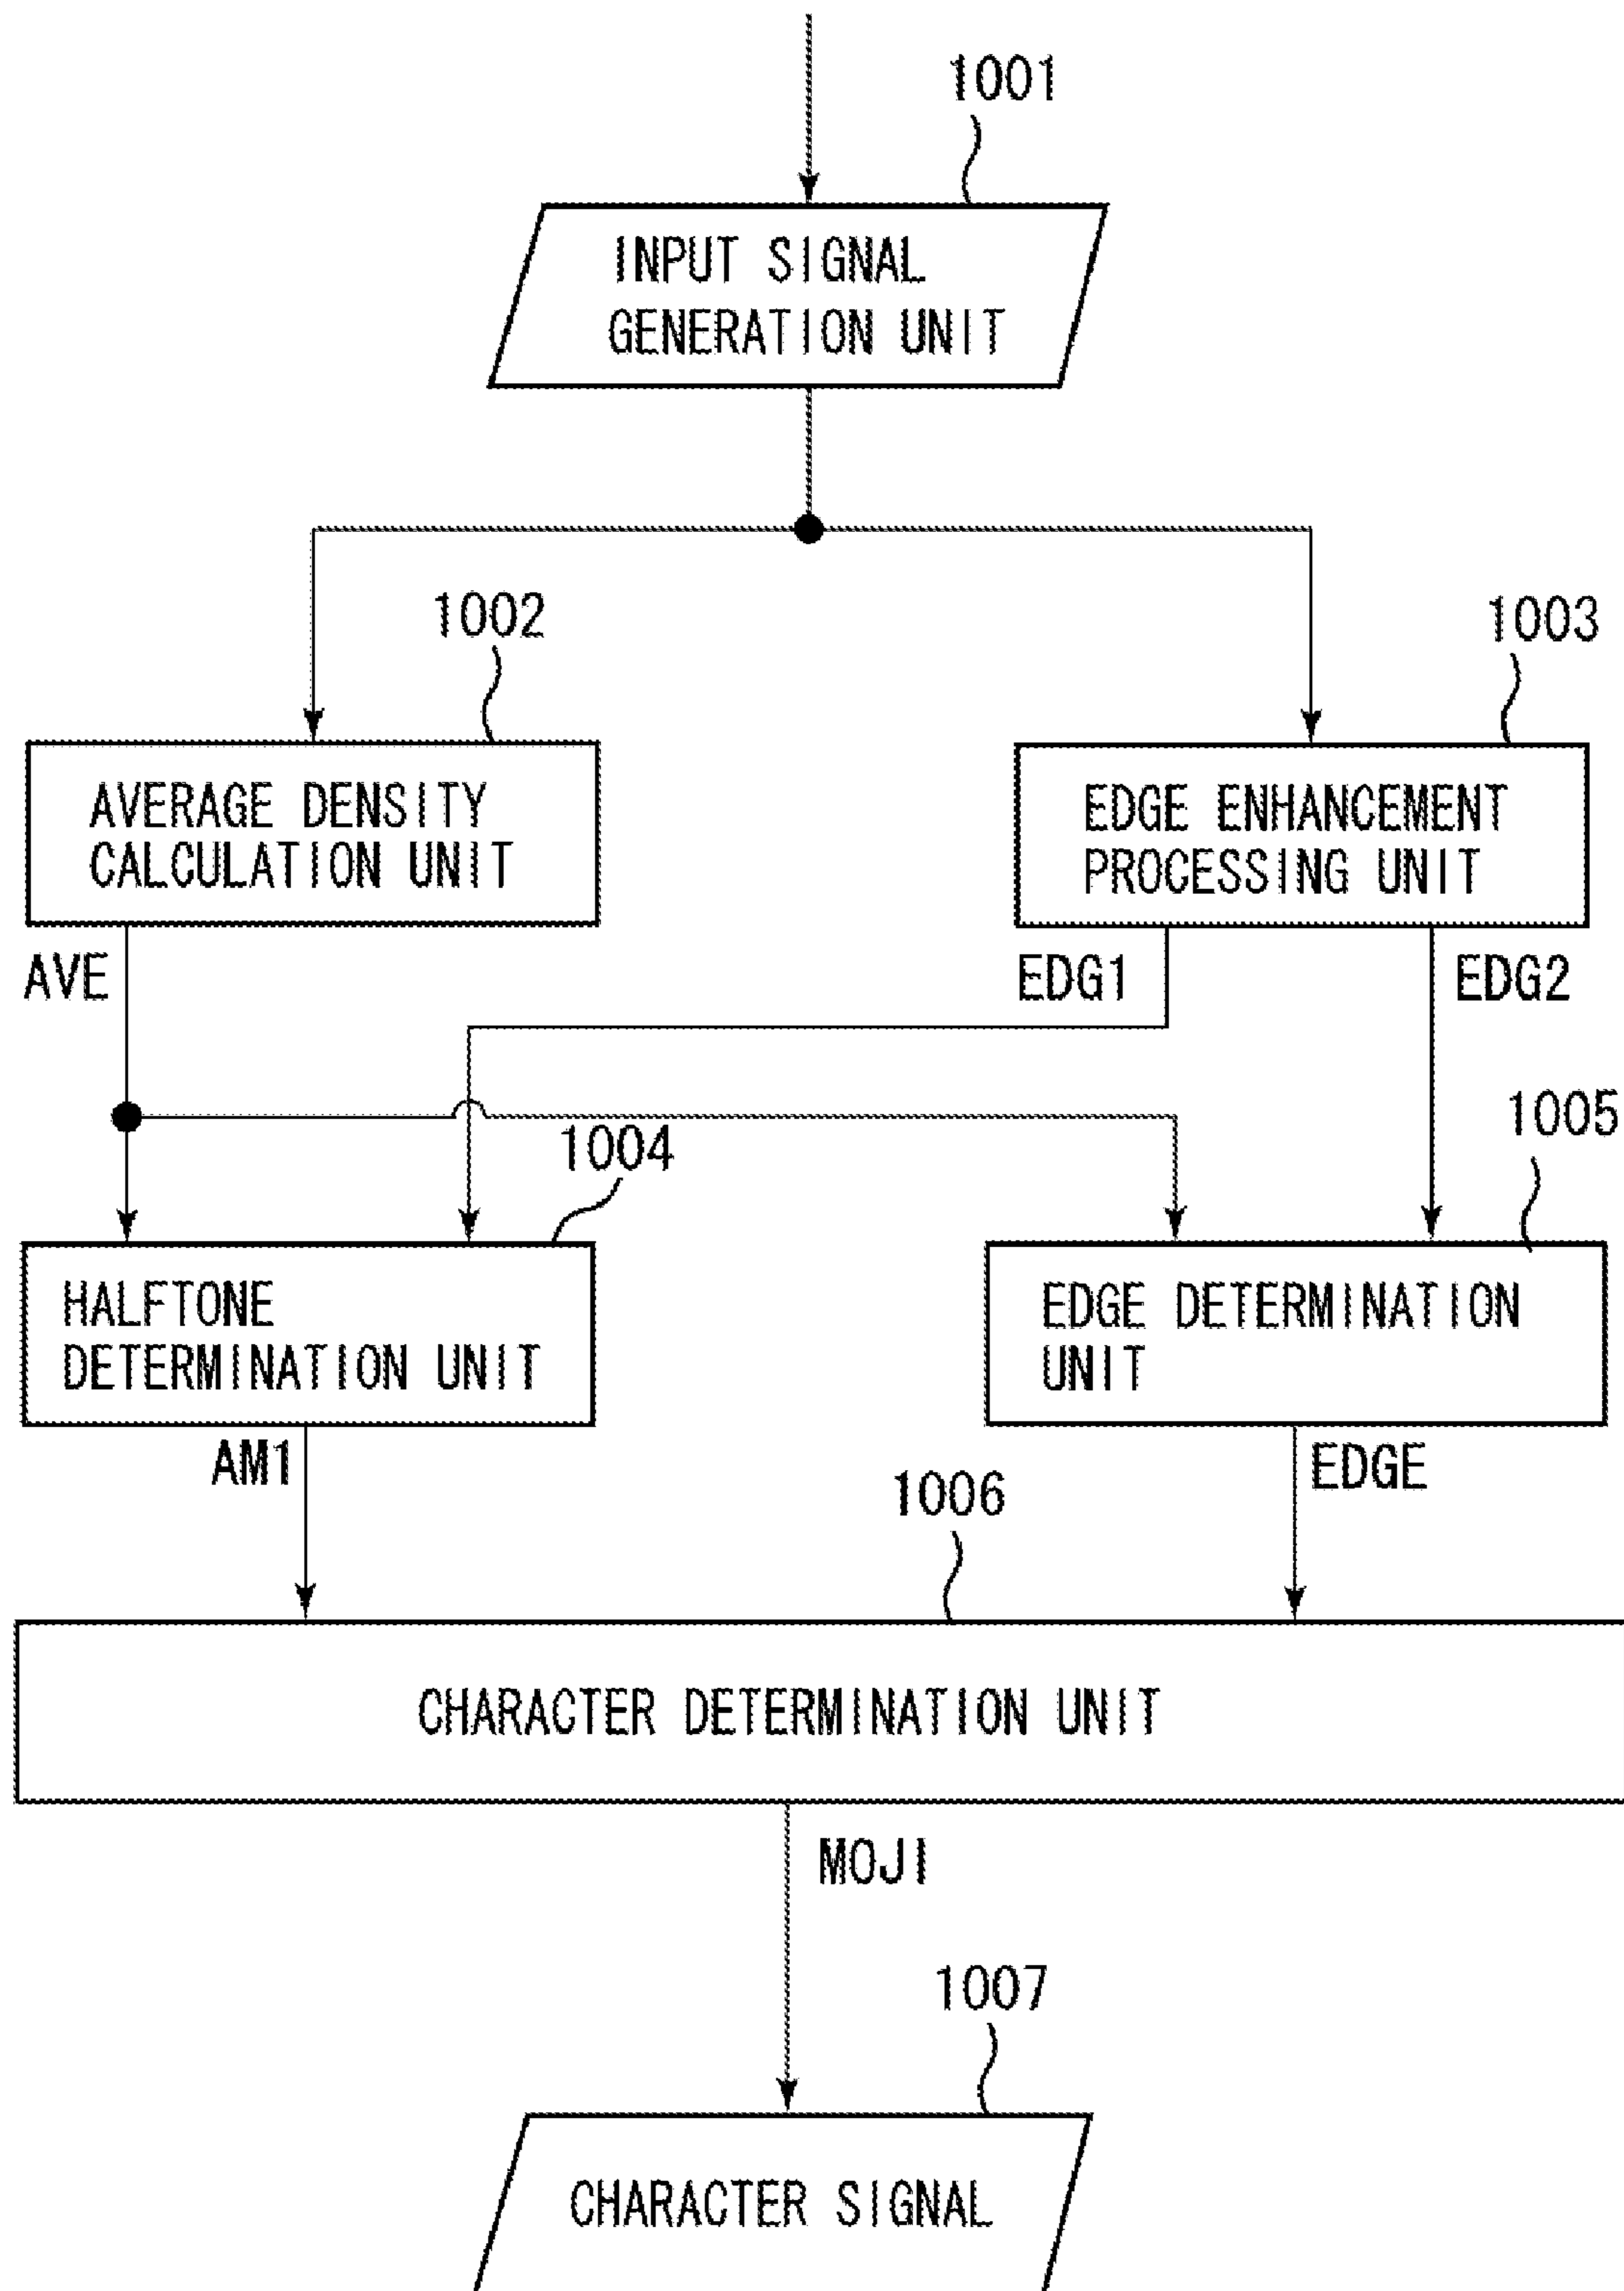 1001
INPUT SIGNAL
GENERATION UNIT
1002
1003
AVERAGE DENSITY
CALCULATION UNIT
EDGE ENHANCEMENT
PROCESSING UNIT
AVE
EDG1
EDG2
1004
1005
HALFTONE
DETERMINATION UNIT
EDGE DETERMINATION
UNIT
AM1
EDGE
1006
CHARACTER DETERMINATION UNIT
MOJI
1007
CHARACTER SIGNAL